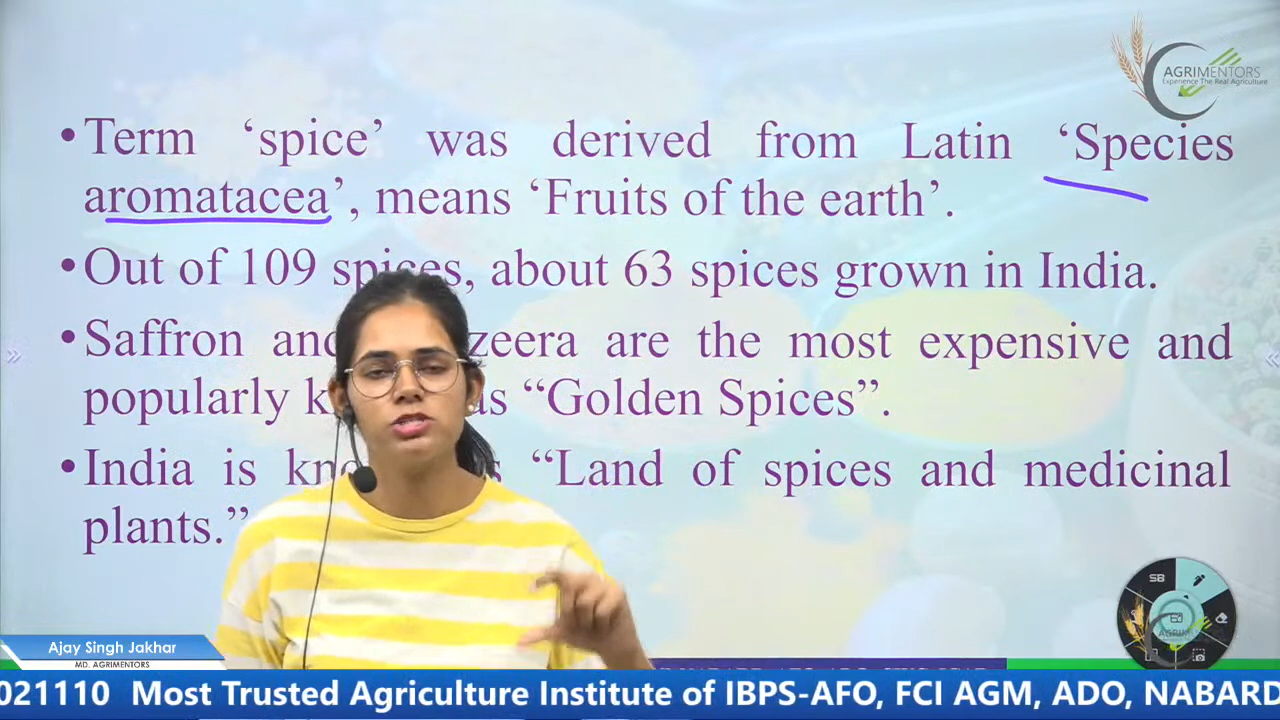 AGRIMENTORS
Experience The Real Agriculture
•Term ‘spice’ was derived from Latin ‘Species
aromatacea’, means ‘Fruits of the earth’.
•Out of 109 spices, about 63 spices grown in India.
•Saffron and zeera are the most expensive and
popularly as “Golden Spices”.
•India is “Land of spices and medicinal
plants.”
SB
Ajay Singh Jakhar
MD. AGRIMENTORS
021110 Most Trusted Agriculture Institute of IBPS-AFO, FCI AGM, ADO, NABARD